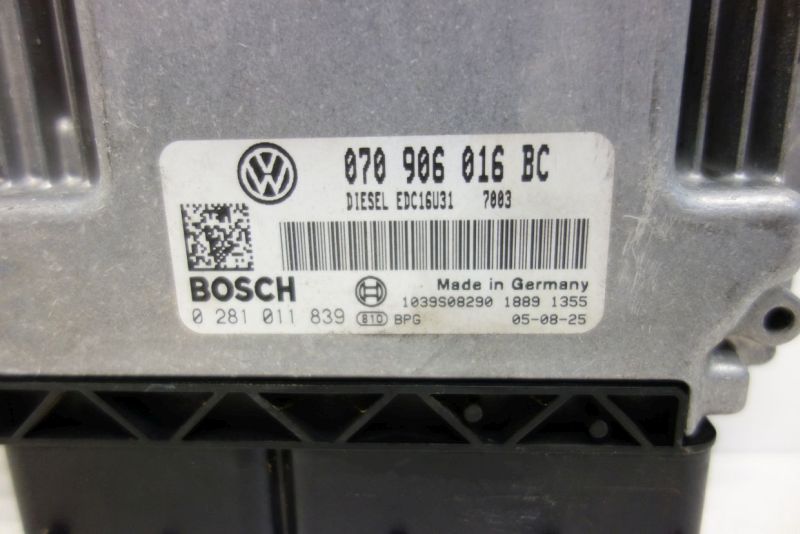 070 906 016 BC
DIESEL EDC16U31 7003
BOSCH
Made in Germany
1039S08290 1889 1355
0 281 011 839 810 BPG 05-08-25